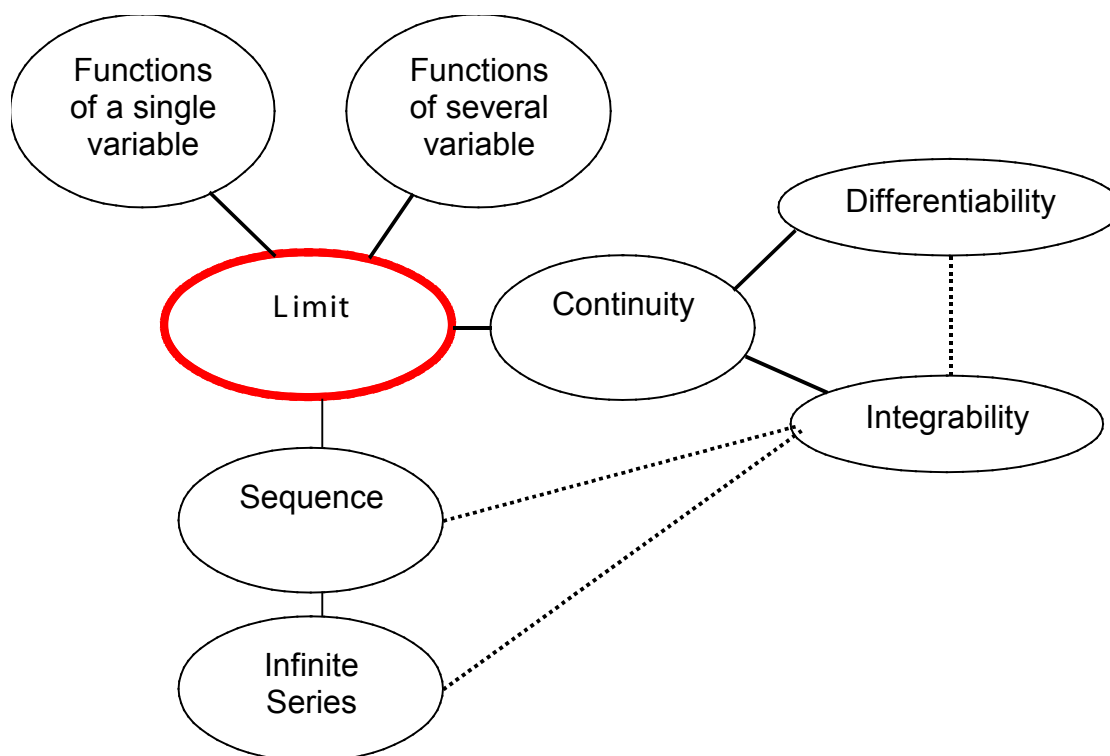 Functions
of a single
variable
Functions
of several
variable
Differentiability
Limit
Continuity
Integrability
Sequence
Infinite
Series